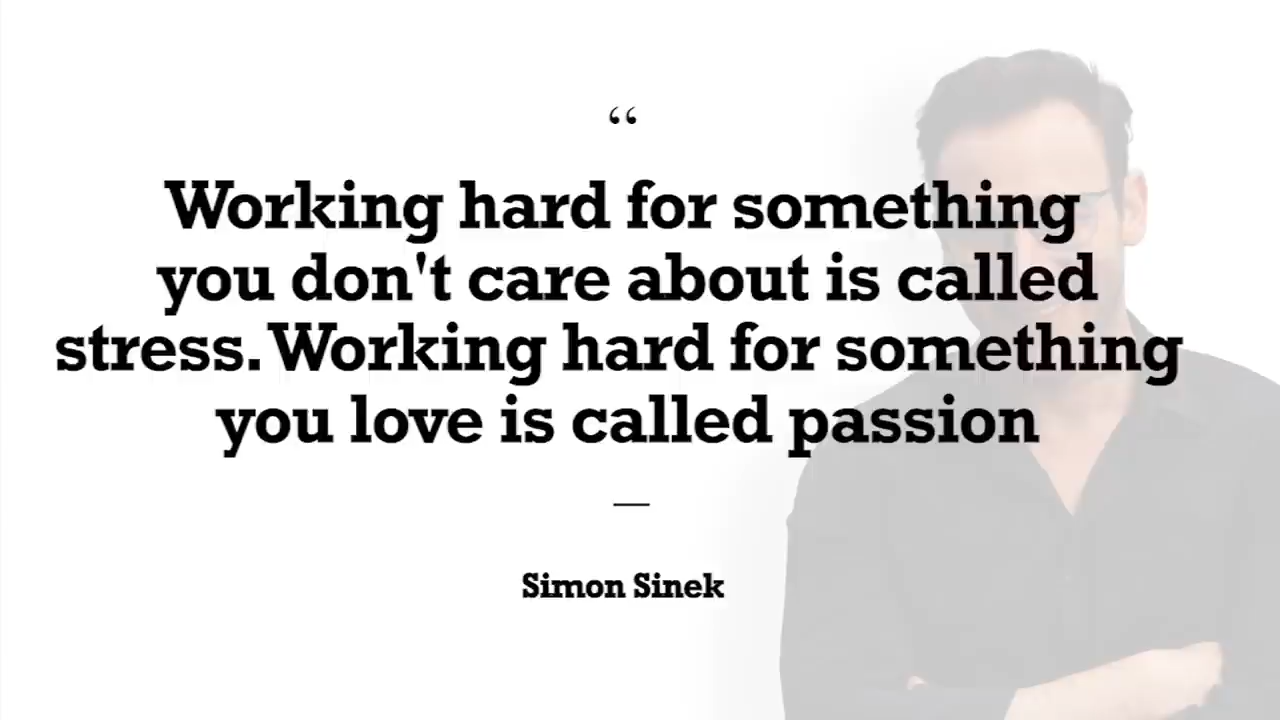 “
Working hard for something
you don't care about is called
stress. Working hard for something
you love is called passion
—
Simon Sinek